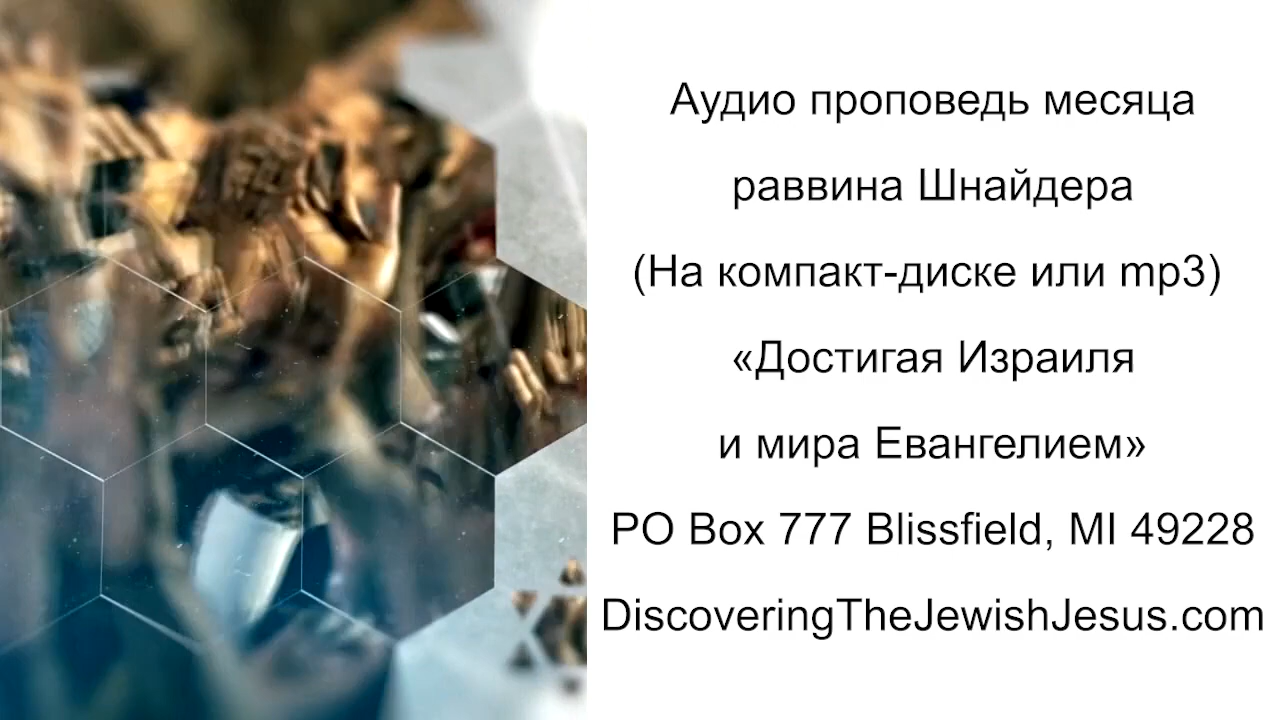 Аудио проповедь месяца
раввина Шнайдера
(На компакт-диске или mp3)
«Достигая Израиля
и мира Евангелием»
PO Box 777 Blissfield, MI 49228
DiscoveringTheJewishJesus.com